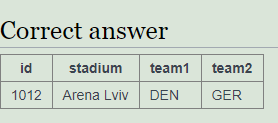 Correct answer
id stadium team1 team2
1012 Arena Lviv DEN GER